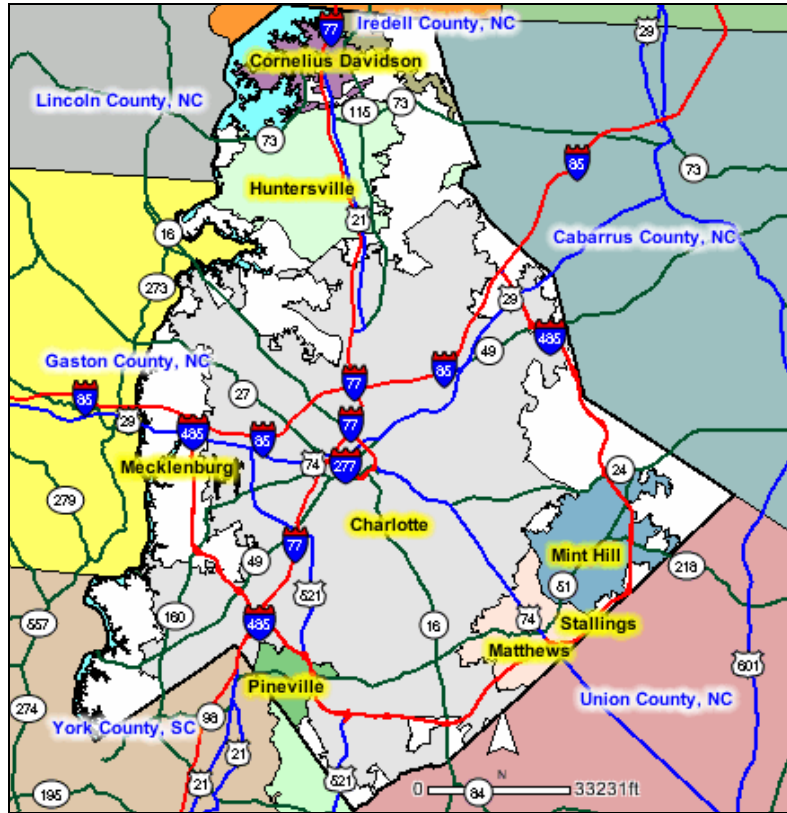 Iredell County, NC
77
29
Cornelius Davidson
Lincoln County, NC
115
73
73
85
73
Huntersville
21
16
Cabarrus County, NC
273
29
485
49
Gaston County, NC
85
77
27
85
29
485
77
85
74
277
Mecklenburg
24
279
Charlotte
77
Mint Hill
49
51
218
521
160
485
16
74
Stallings
557
Matthews
601
Pineville
Union County, NC
274
98
York County, SC
21
21
521
N
195
0
84
33231ft